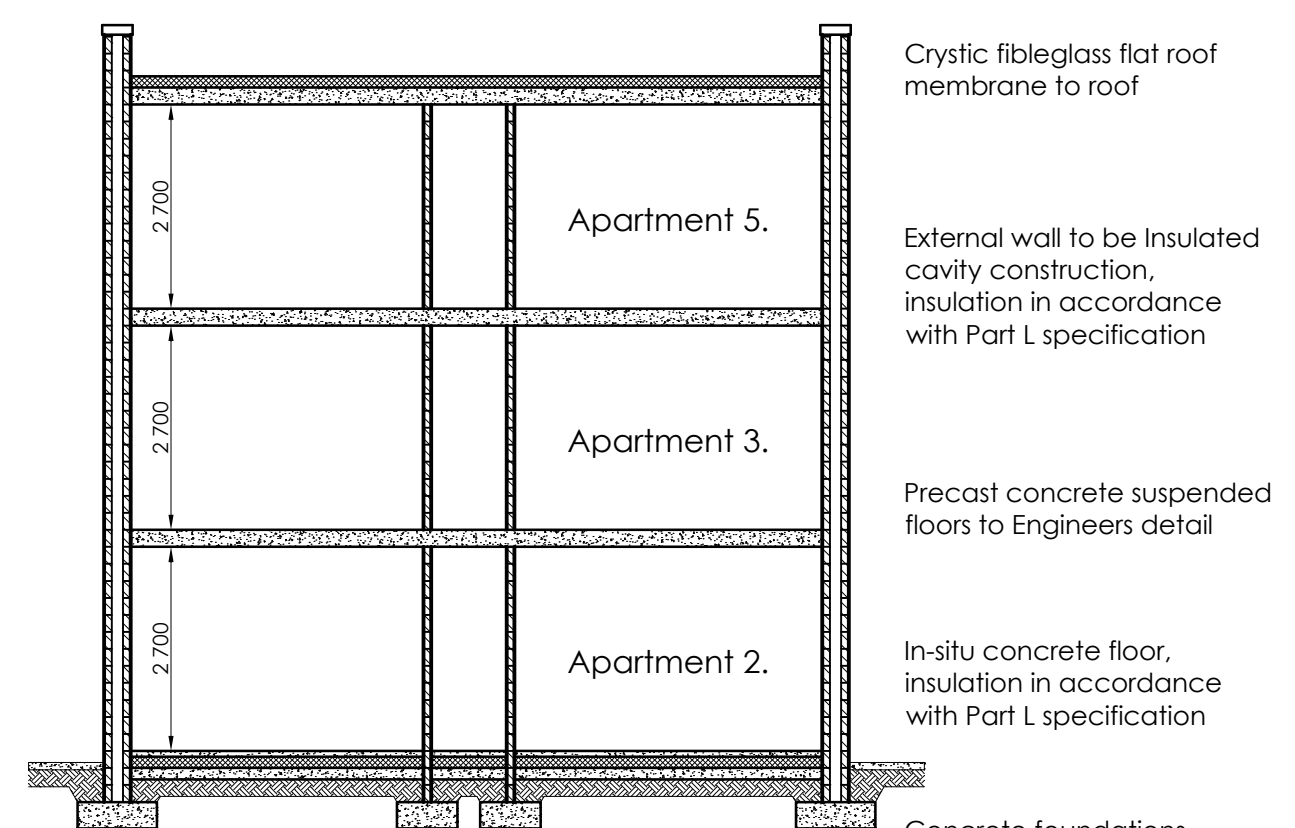 Crystic fibleglass flat roof
membrane to roof
2 700
Apartment 5.
External wall to be Insulated
cavity construction,
insulation in accordance
with Part L specification
2 700
Apartment 3.
Precast concrete suspended
floors to Engineers detail
2 700
Apartment 2.
In-situ concrete floor,
insulation in accordance
with Part L specification
Concrete foundations